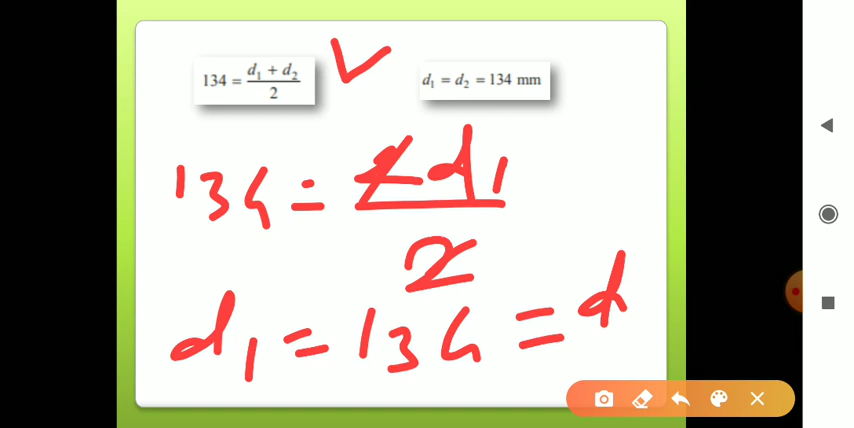 134 = (d₁ + d₂)/2
d₁ = d₂ = 134 mm
134 = 2d₁/2
d₁ = 134 = d